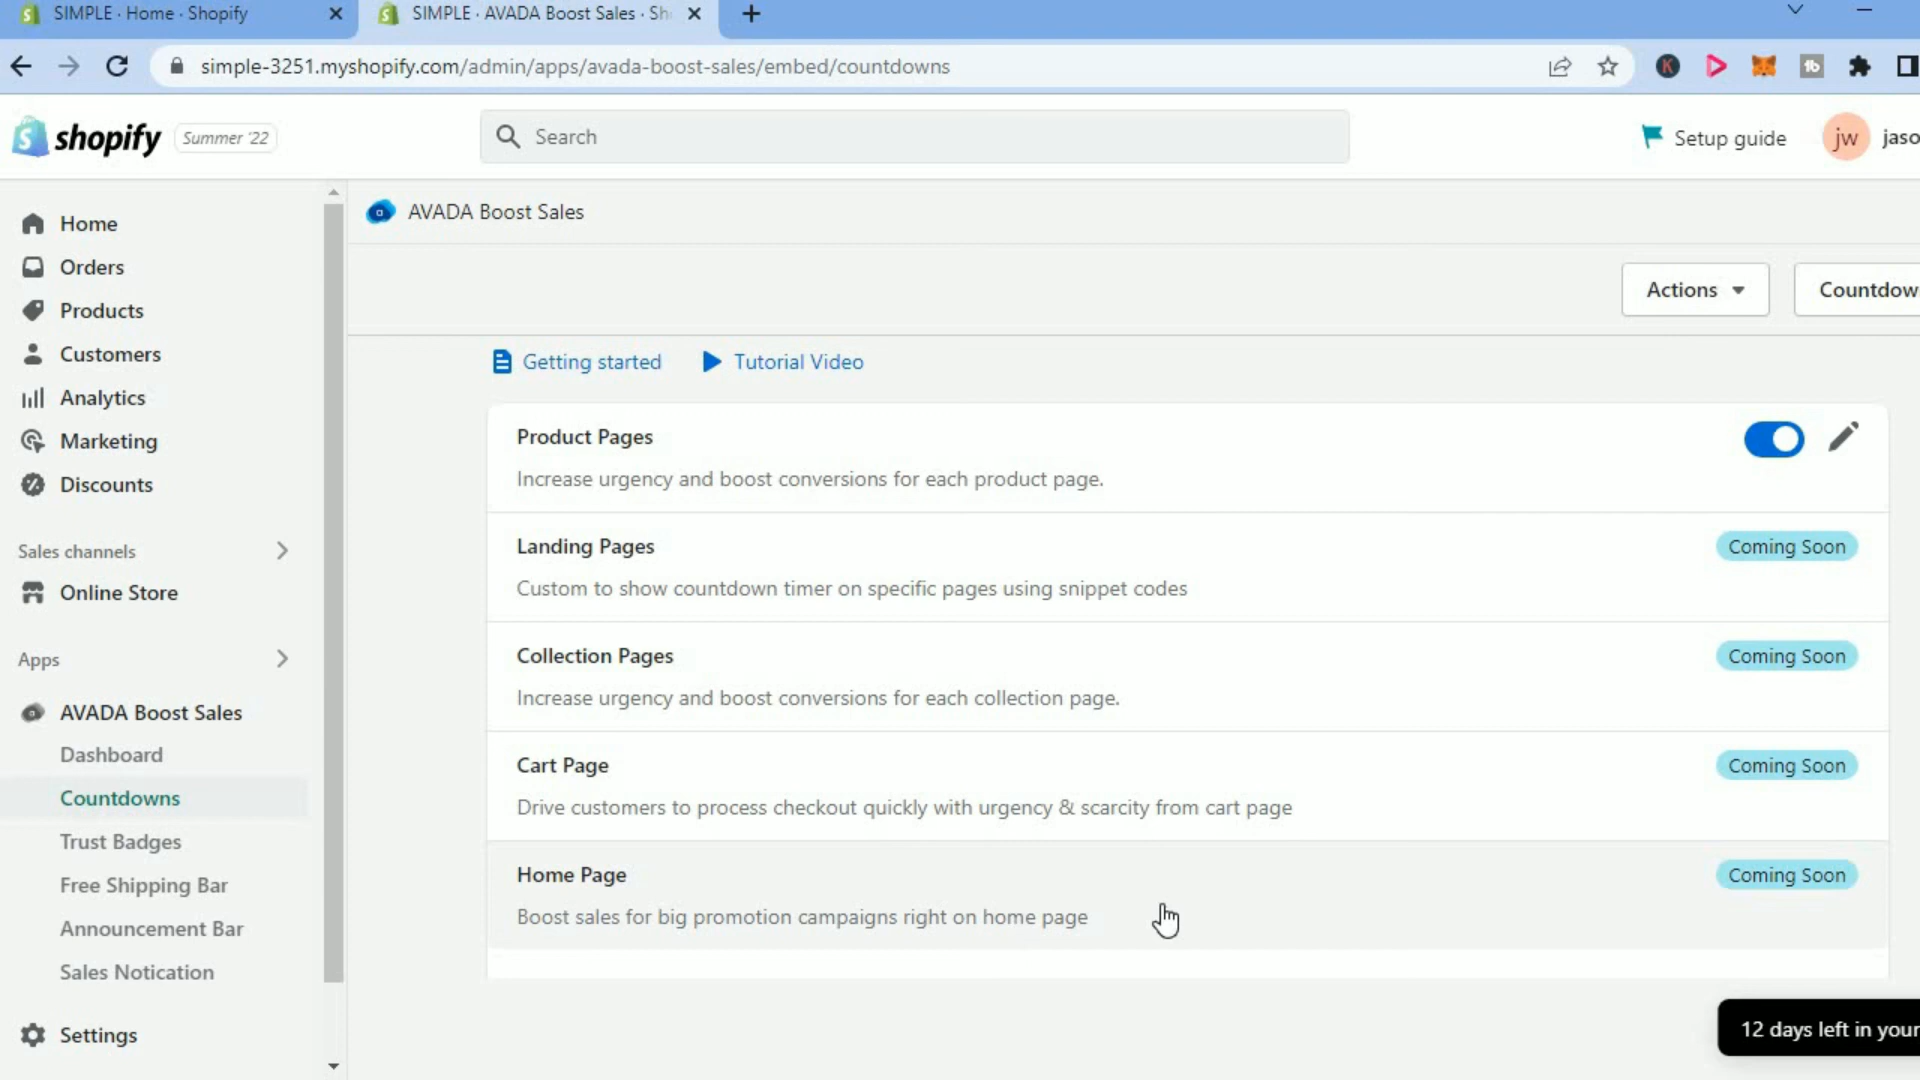 SIMPLE · Home · Shopify
SIMPLE · AVADA Boost Sales · Sh
simple-3251.myshopify.com/admin/apps/avada-boost-sales/embed/countdowns
K
tb
shopify
Summer '22
Search
Setup guide
jw
jaso
Home
Orders
Products
Customers
Analytics
Marketing
Discounts
Sales channels
Online Store
Apps
AVADA Boost Sales
Dashboard
Countdowns
Trust Badges
Free Shipping Bar
Announcement Bar
Sales Notication
Settings
AVADA Boost Sales
Actions
Countdow
Getting started
Tutorial Video
Product Pages
Increase urgency and boost conversions for each product page.
Landing Pages
Coming Soon
Custom to show countdown timer on specific pages using snippet codes
Collection Pages
Coming Soon
Increase urgency and boost conversions for each collection page.
Cart Page
Coming Soon
Drive customers to process checkout quickly with urgency & scarcity from cart page
Home Page
Coming Soon
Boost sales for big promotion campaigns right on home page
12 days left in your